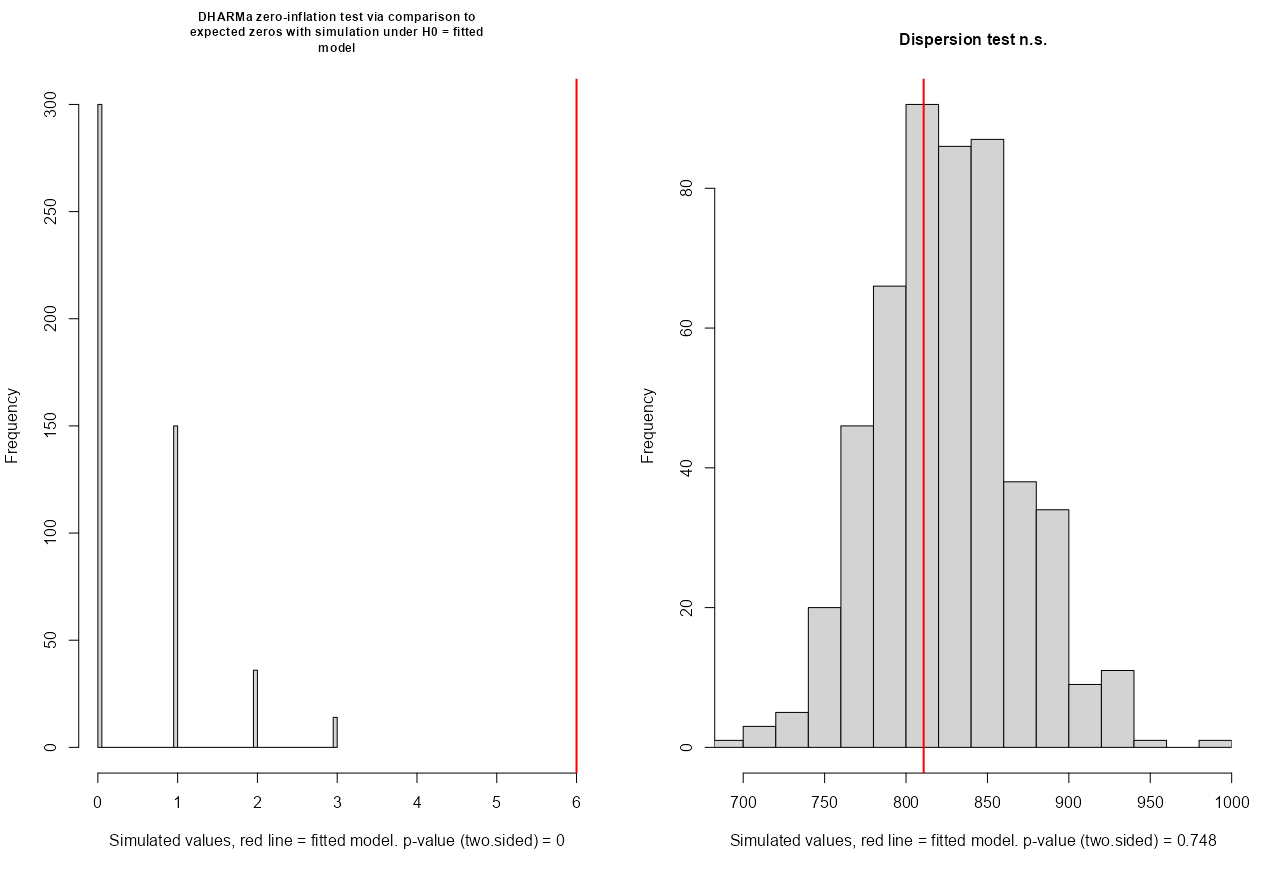 DHARMa zero-inflation test via comparison to
expected zeros with simulation under H0 = fitted
model
Frequency
300
250
200
150
100
50
0
0 1 2 3 4 5 6
Simulated values, red line = fitted model. p-value (two.sided) = 0
Dispersion test n.s.
Frequency
80
60
40
20
0
700 750 800 850 900 950 1000
Simulated values, red line = fitted model. p-value (two.sided) = 0.748